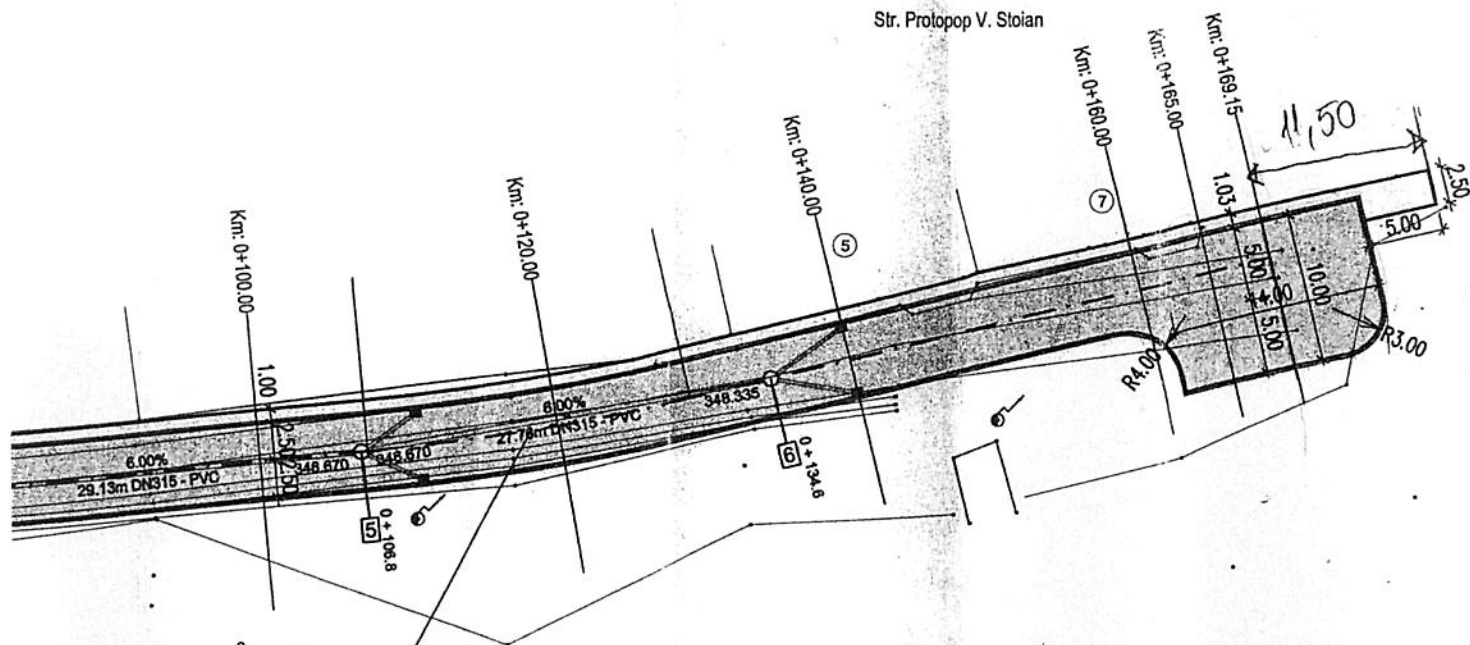 Str. Protopop V. Stoian
Km: 0+100.00
Km: 0+120.00
Km: 0+140.00
Km: 0+160.00
Km: 0+165.00
Km: 0+169.15
11,50
2.50
5.00
1.03
5.00
10.00
5.00
R4.00
R3.00
7
5
1.00
2.50
2.50
6.00%
29.13m DN315 - PVC
348.670
348.670
6.00%
27.78m DN315 - PVC
348.335
5
0 + 106.8
6
0 + 134.6